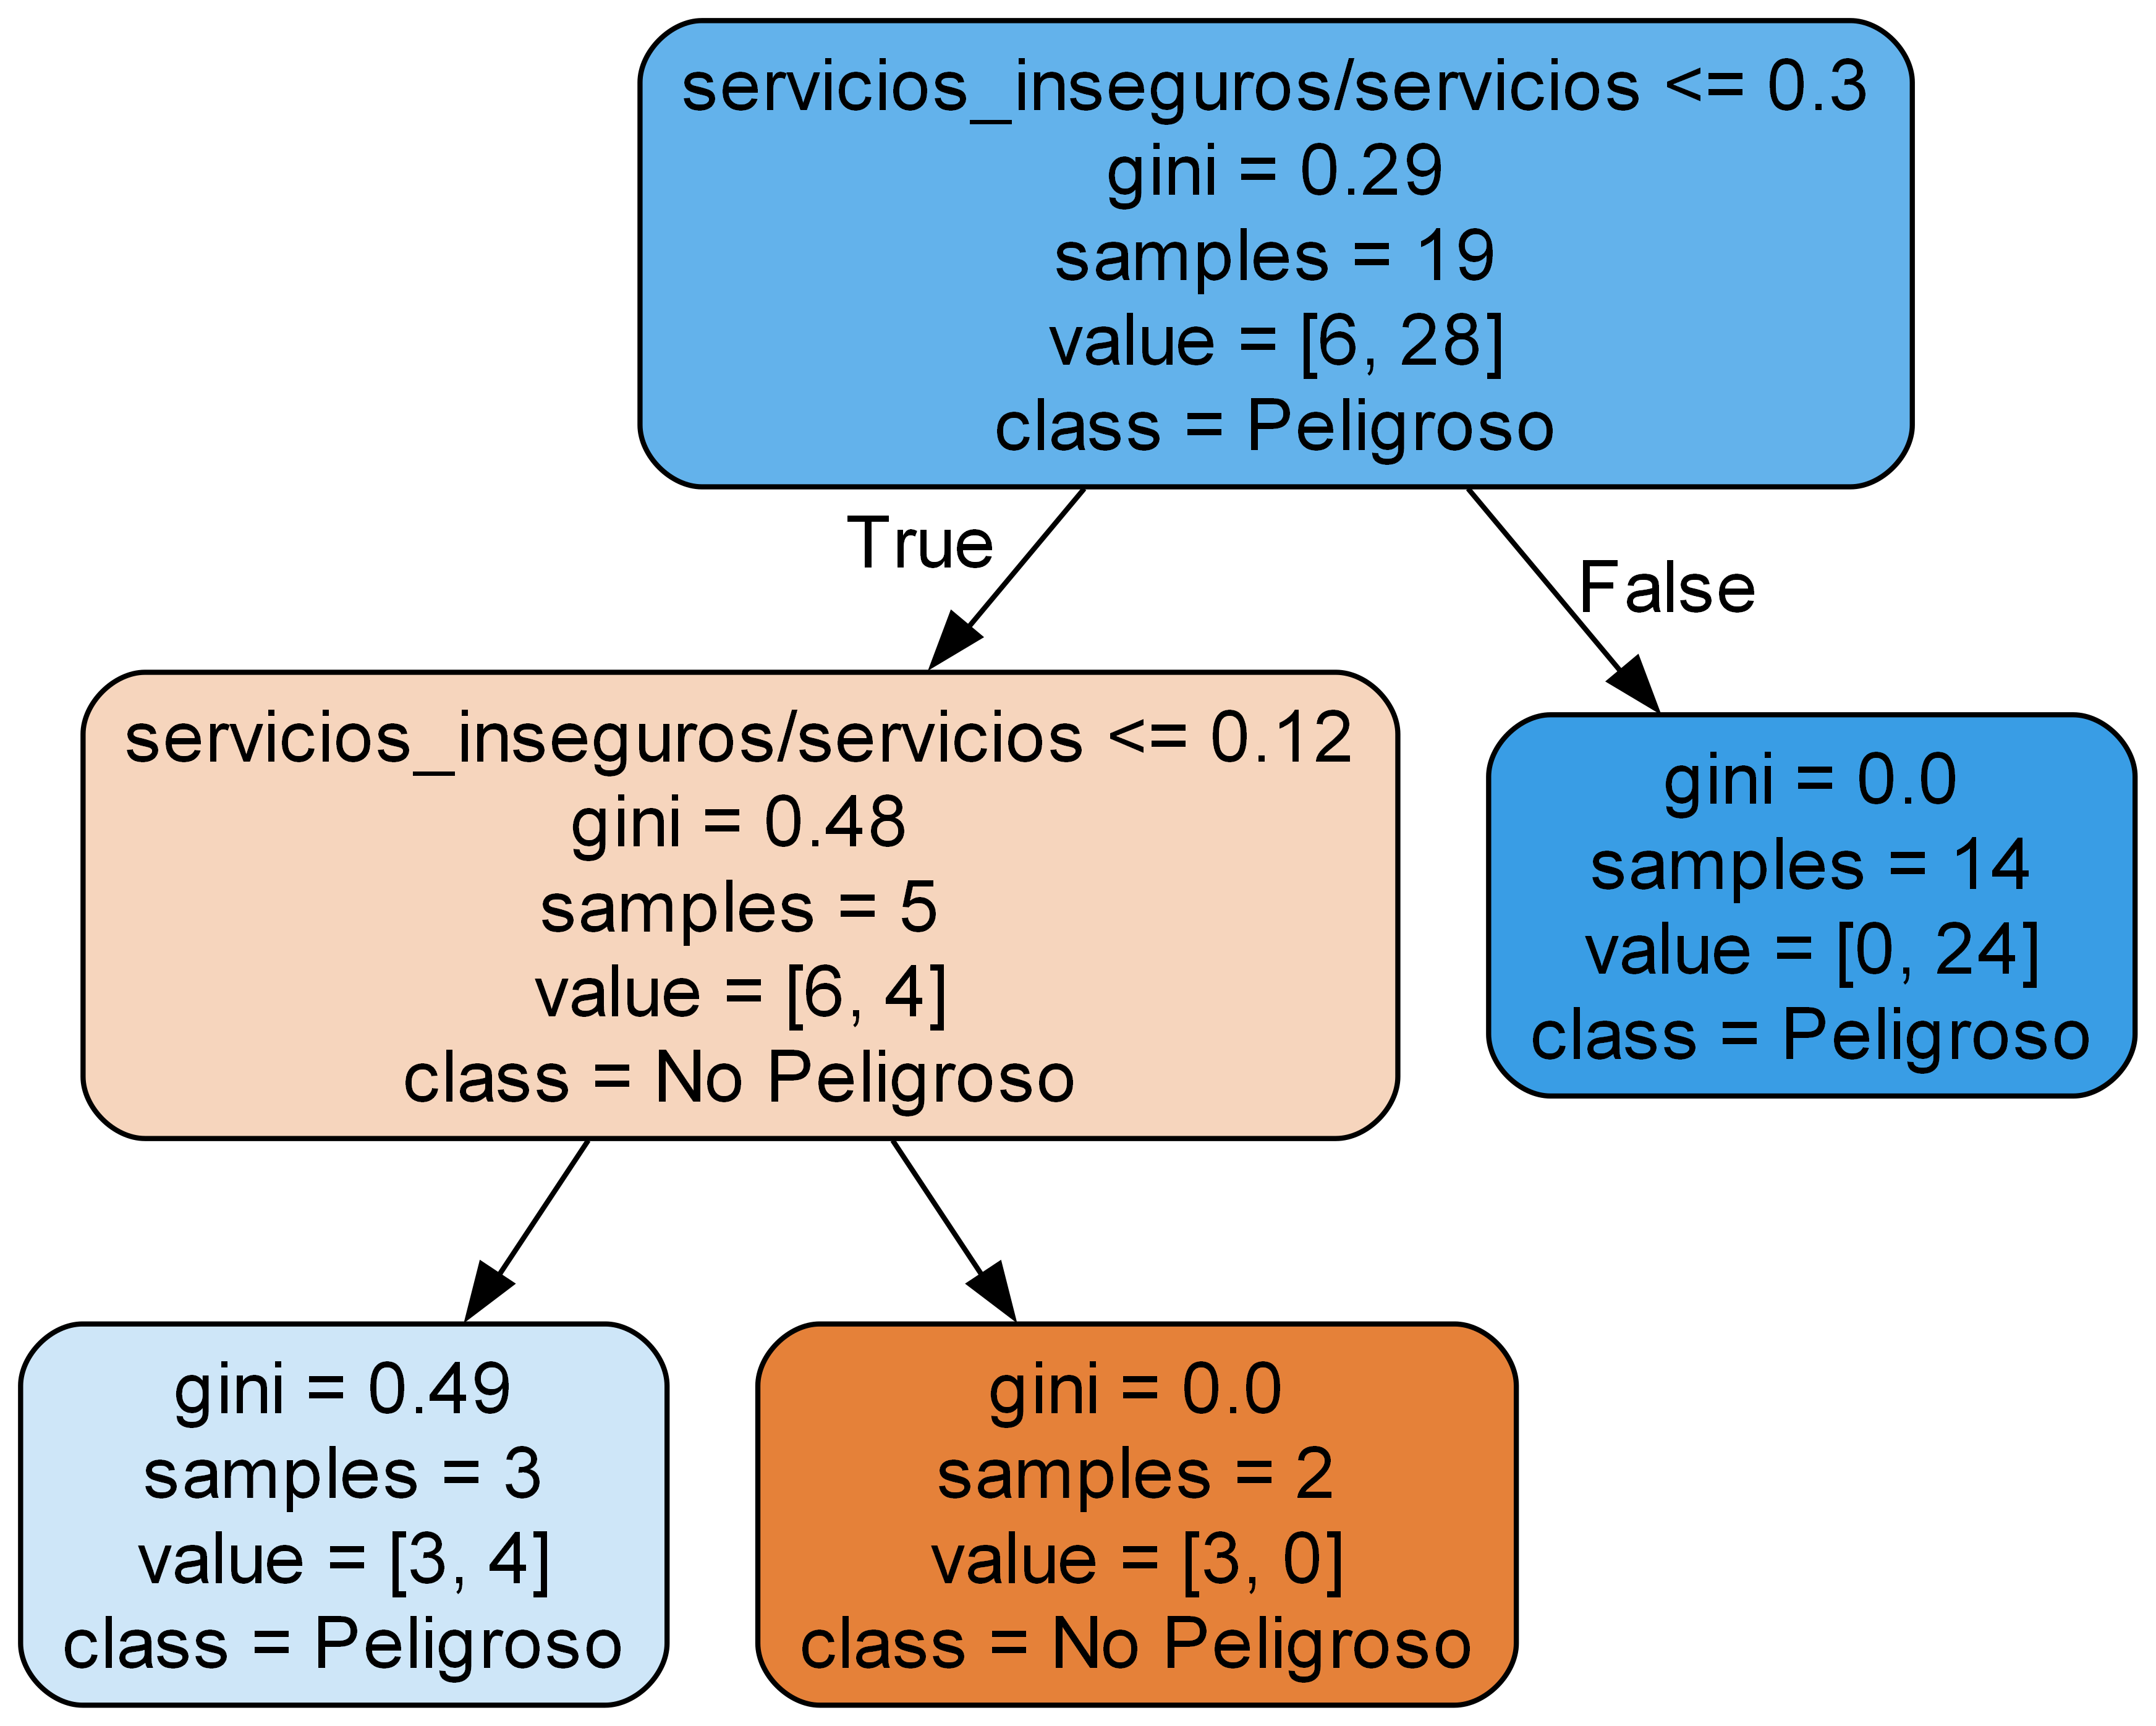 servicios_inseguros/servicios <= 0.3
gini = 0.29
samples = 19
value = [6, 28]
class = Peligroso
True
False
servicios_inseguros/servicios <= 0.12
gini = 0.48
samples = 5
value = [6, 4]
class = No Peligroso
gini = 0.0
samples = 14
value = [0, 24]
class = Peligroso
gini = 0.49
samples = 3
value = [3, 4]
class = Peligroso
gini = 0.0
samples = 2
value = [3, 0]
class = No Peligroso